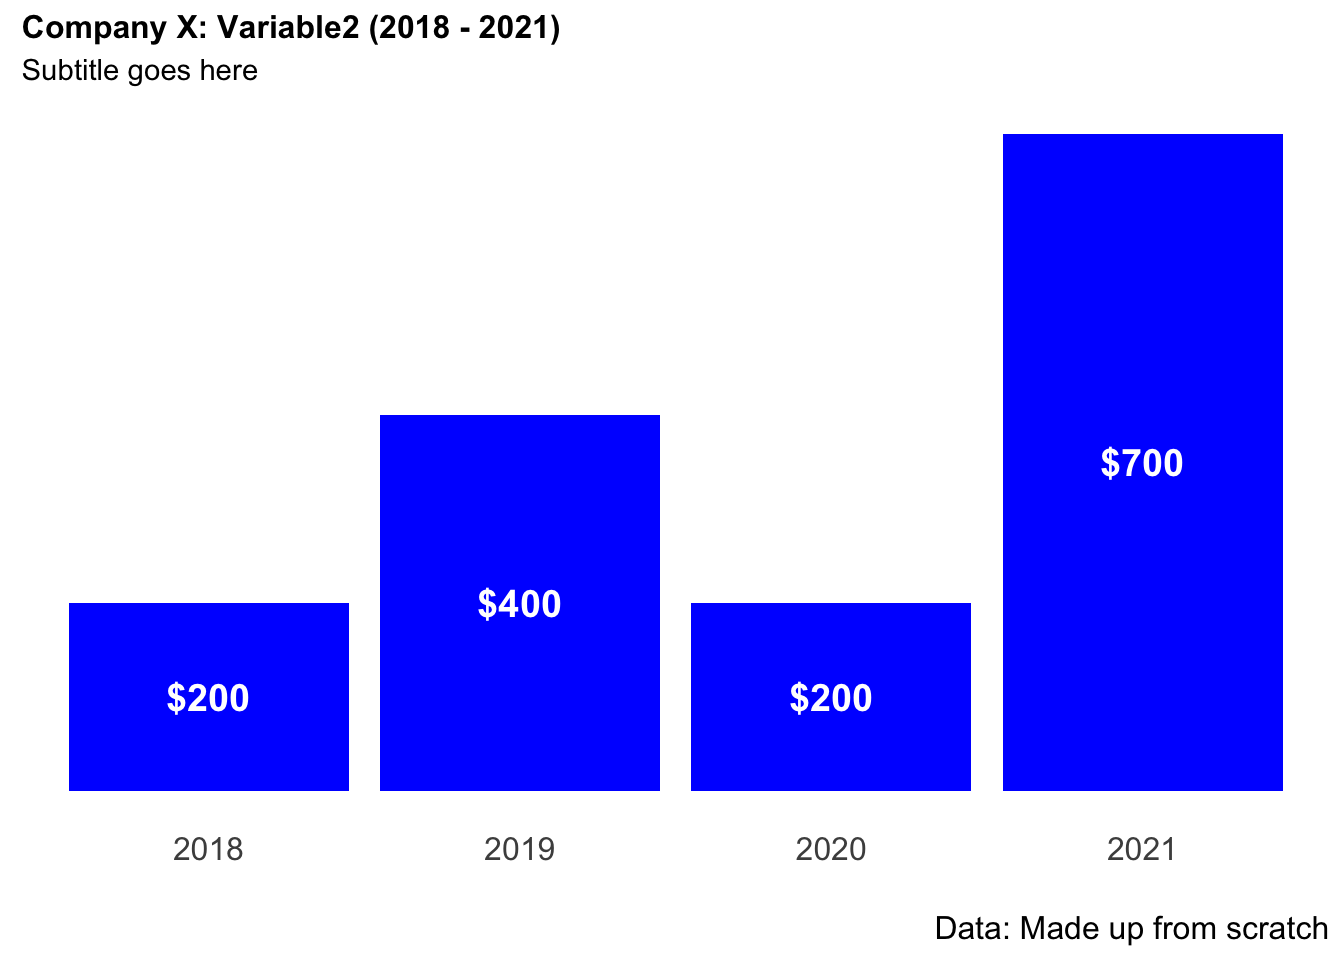 Company X: Variable2 (2018 - 2021)
Subtitle goes here
$700
$400
$200
$200
2018
2019
2020
2021
Data: Made up from scratch